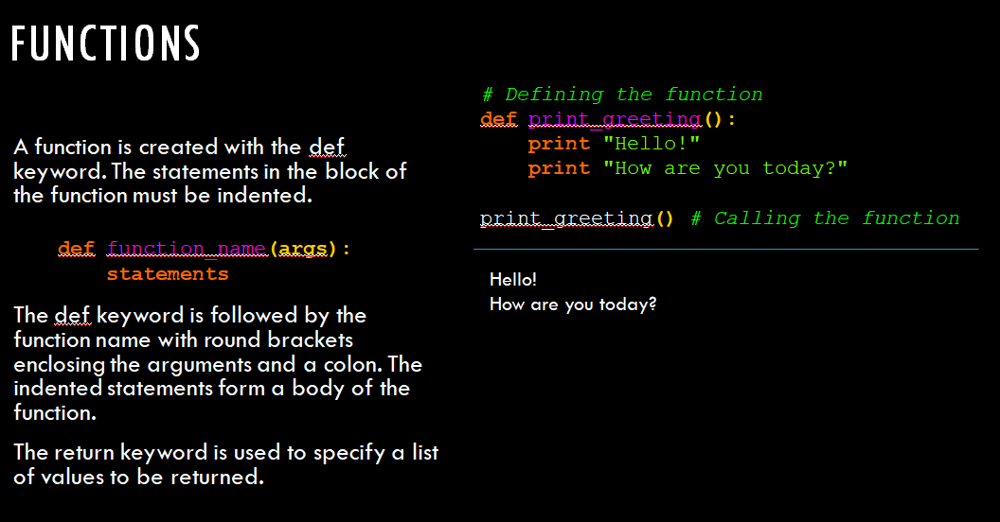 FUNCTIONS
A function is created with the def
keyword. The statements in the block of
the function must be indented.
def function_name(args):
    statements
The def keyword is followed by the
function name with round brackets
enclosing the arguments and a colon. The
indented statements form a body of the
function.
The return keyword is used to specify a list
of values to be returned.
# Defining the function
def print_greeting():
    print "Hello!"
    print "How are you today?"
print_greeting() # Calling the function
Hello!
How are you today?